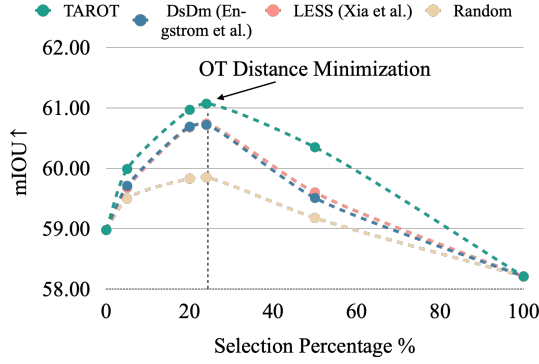 TAROT
DsDm (En-
gstrom et al.)
LESS (Xia et al.)
Random
62.00
OT Distance Minimization
61.00
60.00
59.00
58.00
mIOU↑
0
20
40
60
80
100
Selection Percentage %